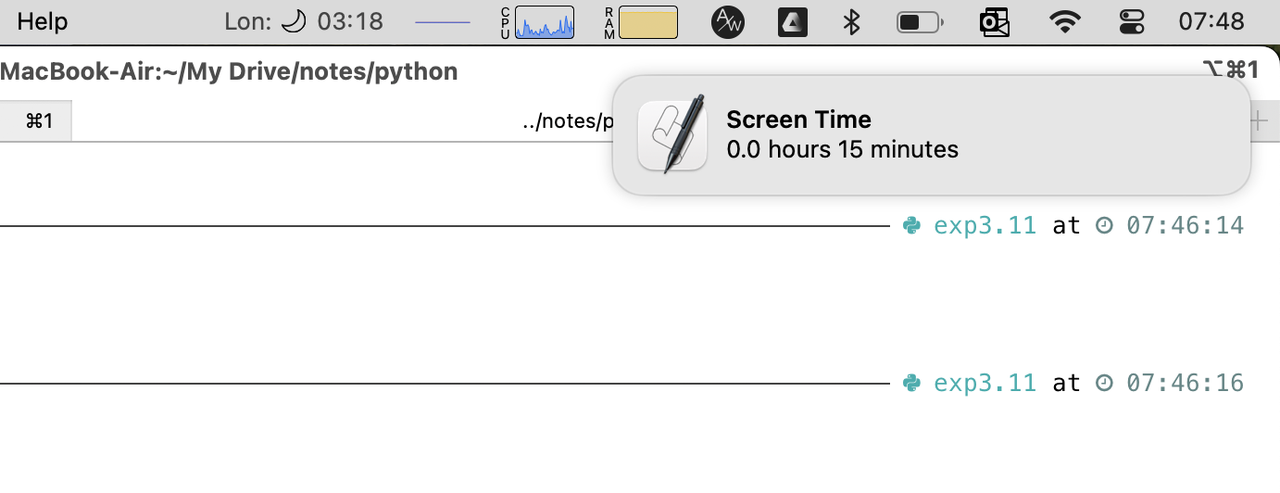 Help Lon: 03:18 CPU RAM A/W 07:48
MacBook-Air:~/My Drive/notes/python ⌥⌘1
⌘1 ../notes/p +
Screen Time
0.0 hours 15 minutes
exp3.11 at 07:46:14
exp3.11 at 07:46:16